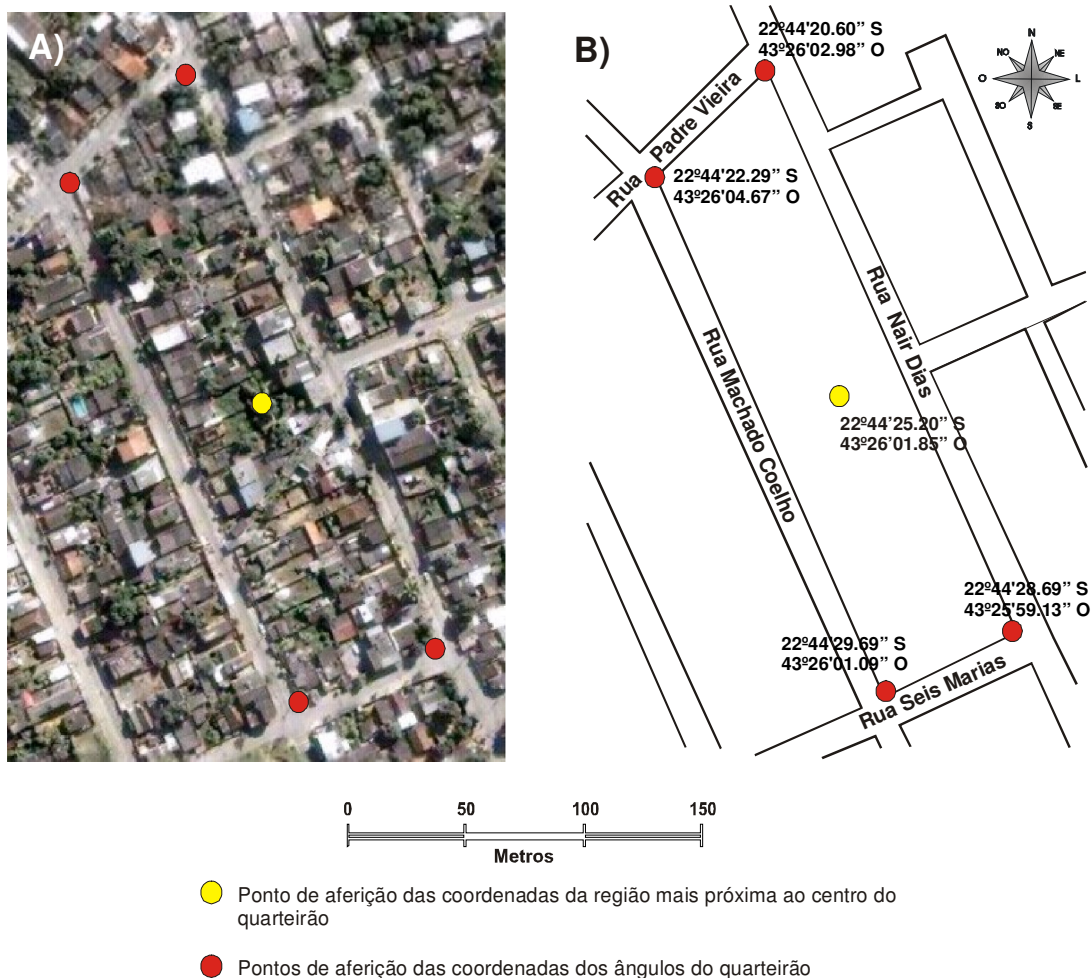 A)
B)
22º44'20.60” S
43º26'02.98” O
N
NO
NE
O
L
SO
SE
S
Rua Padre Vieira
22º44'22.29” S
43º26'04.67” O
Rua Nair Dias
Rua Machado Coelho
22º44’25.20” S
43º26’01.85” O
22º44'28.69” S
43º25'59.13” O
22º44'29.69” S
43º26'01.09” O
Rua Seis Marias
0 50 100 150
Metros
Ponto de aferição das coordenadas da região mais próxima ao centro do
quarteirão
Pontos de aferição das coordenadas dos ângulos do quarteirão